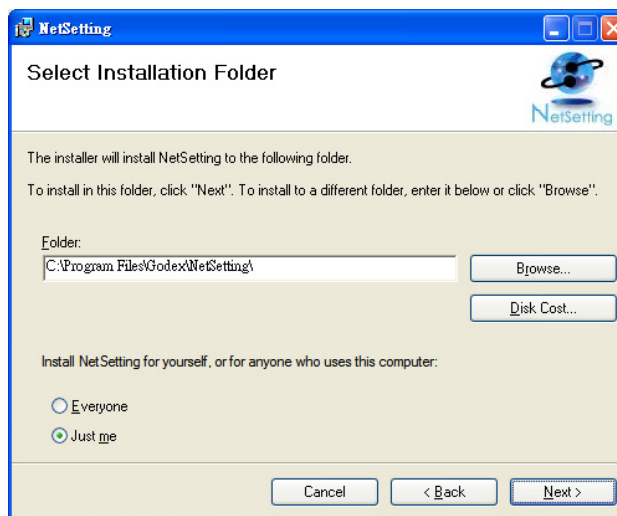 NetSetting
Select Installation Folder
NetSetting
The installer will install NetSetting to the following folder.
To install in this folder, click "Next". To install to a different folder, enter it below or click "Browse".
Folder:
C:\Program Files\Godex\NetSetting\
Browse...
Disk Cost...
Install NetSetting for yourself, or for anyone who uses this computer:
Everyone
Just me
Cancel
< Back
Next >